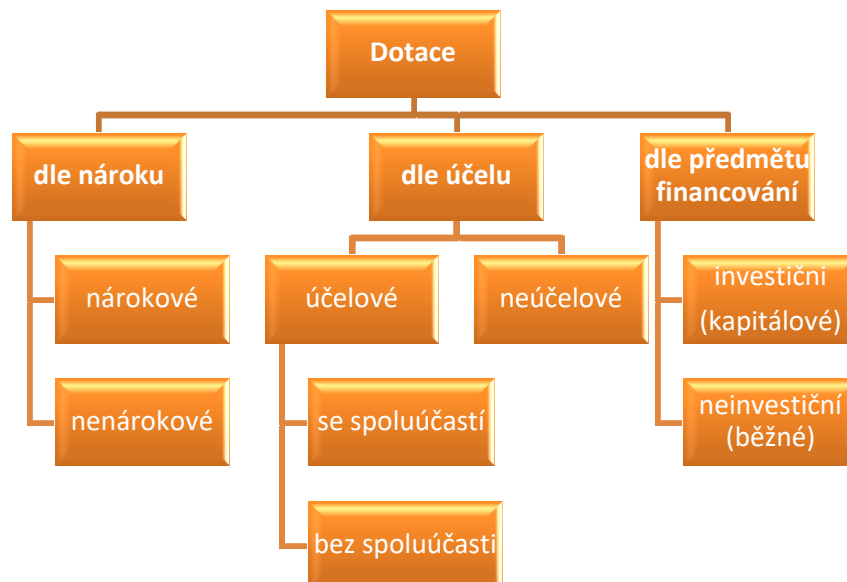 Dotace
dle nároku
nárokové
nenárokové
dle účelu
účelové
se spoluúčastí
bez spoluúčasti
neúčelové
dle předmětu
financování
investični
(kapitálové)
neinvestiční
(běžné)